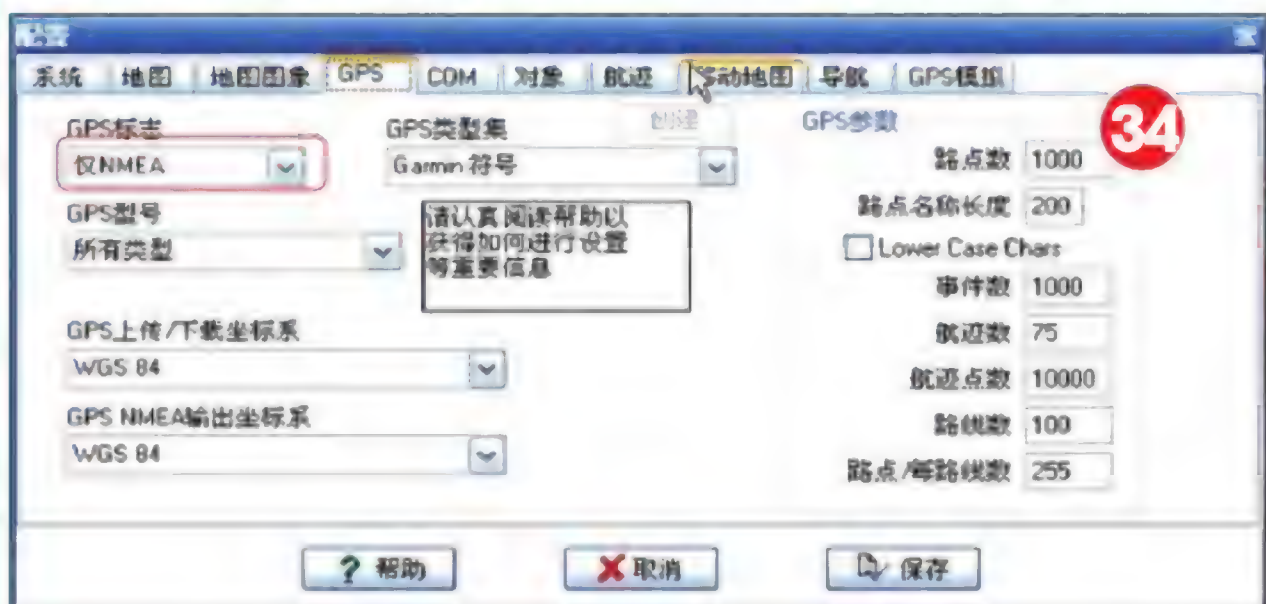 配置
系统 地图 地图图象 GPS COM 对象 航迹 移动地图 导航 GPS模拟
GPS标志 GPS类型集 创建 GPS参数 34
仅NMEA Garmin 符号 路点数 1000
GPS型号 请认真阅读帮助以 路点名称长度 200
所有类型 获得如何进行设置 Lower Case Chars
等重要信息 事件数 1000
GPS上传/下载坐标系 航迹数 75
WGS 84 航迹点数 10000
GPS NMEA输出坐标系 路线数 100
WGS 84 路点/每路线数 255
? 帮助 取消 保存